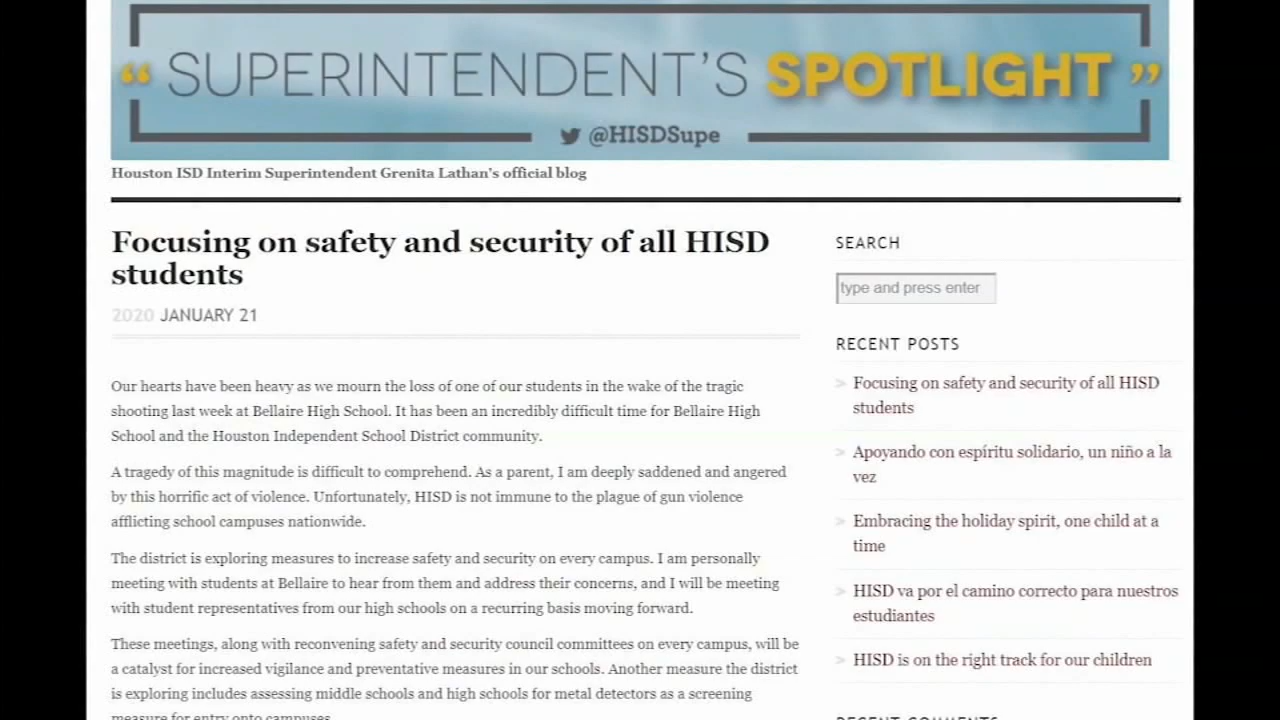 “ SUPERINTENDENT’S SPOTLIGHT ”
@HISDSupe
Houston ISD Interim Superintendent Grenita Lathan's official blog
Focusing on safety and security of all HISD
students
2020 JANUARY 21
Our hearts have been heavy as we mourn the loss of one of our students in the wake of the tragic
shooting last week at Bellaire High School. It has been an incredibly difficult time for Bellaire High
School and the Houston Independent School District community.
A tragedy of this magnitude is difficult to comprehend. As a parent, I am deeply saddened and angered
by this horrific act of violence. Unfortunately, HISD is not immune to the plague of gun violence
afflicting school campuses nationwide.
The district is exploring measures to increase safety and security on every campus. I am personally
meeting with students at Bellaire to hear from them and address their concerns, and I will be meeting
with student representatives from our high schools on a recurring basis moving forward.
These meetings, along with reconvening safety and security council committees on every campus, will be
a catalyst for increased vigilance and preventative measures in our schools. Another measure the district
is exploring includes assessing middle schools and high schools for metal detectors as a screening
measure for entry onto campuses.
SEARCH
type and press enter
RECENT POSTS
» Focusing on safety and security of all HISD
students
» Apoyando con espíritu solidario, un niño a la
vez
» Embracing the holiday spirit, one child at a
time
» HISD va por el camino correcto para nuestros
estudiantes
» HISD is on the right track for our children
RECENT COMMENTS